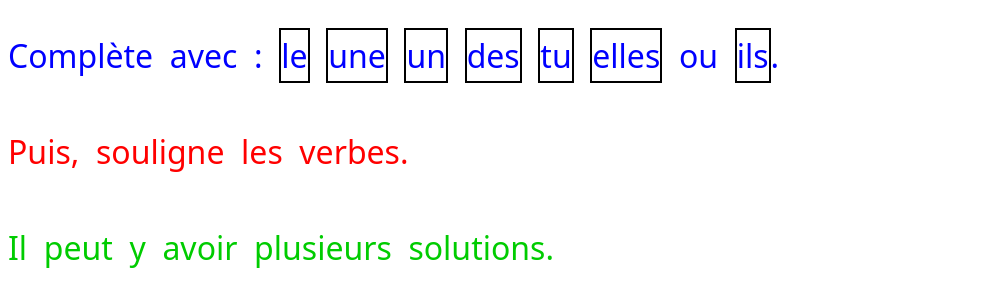 Complète avec : le une un des tu elles ou ils.
Puis, souligne les verbes.
Il peut y avoir plusieurs solutions.